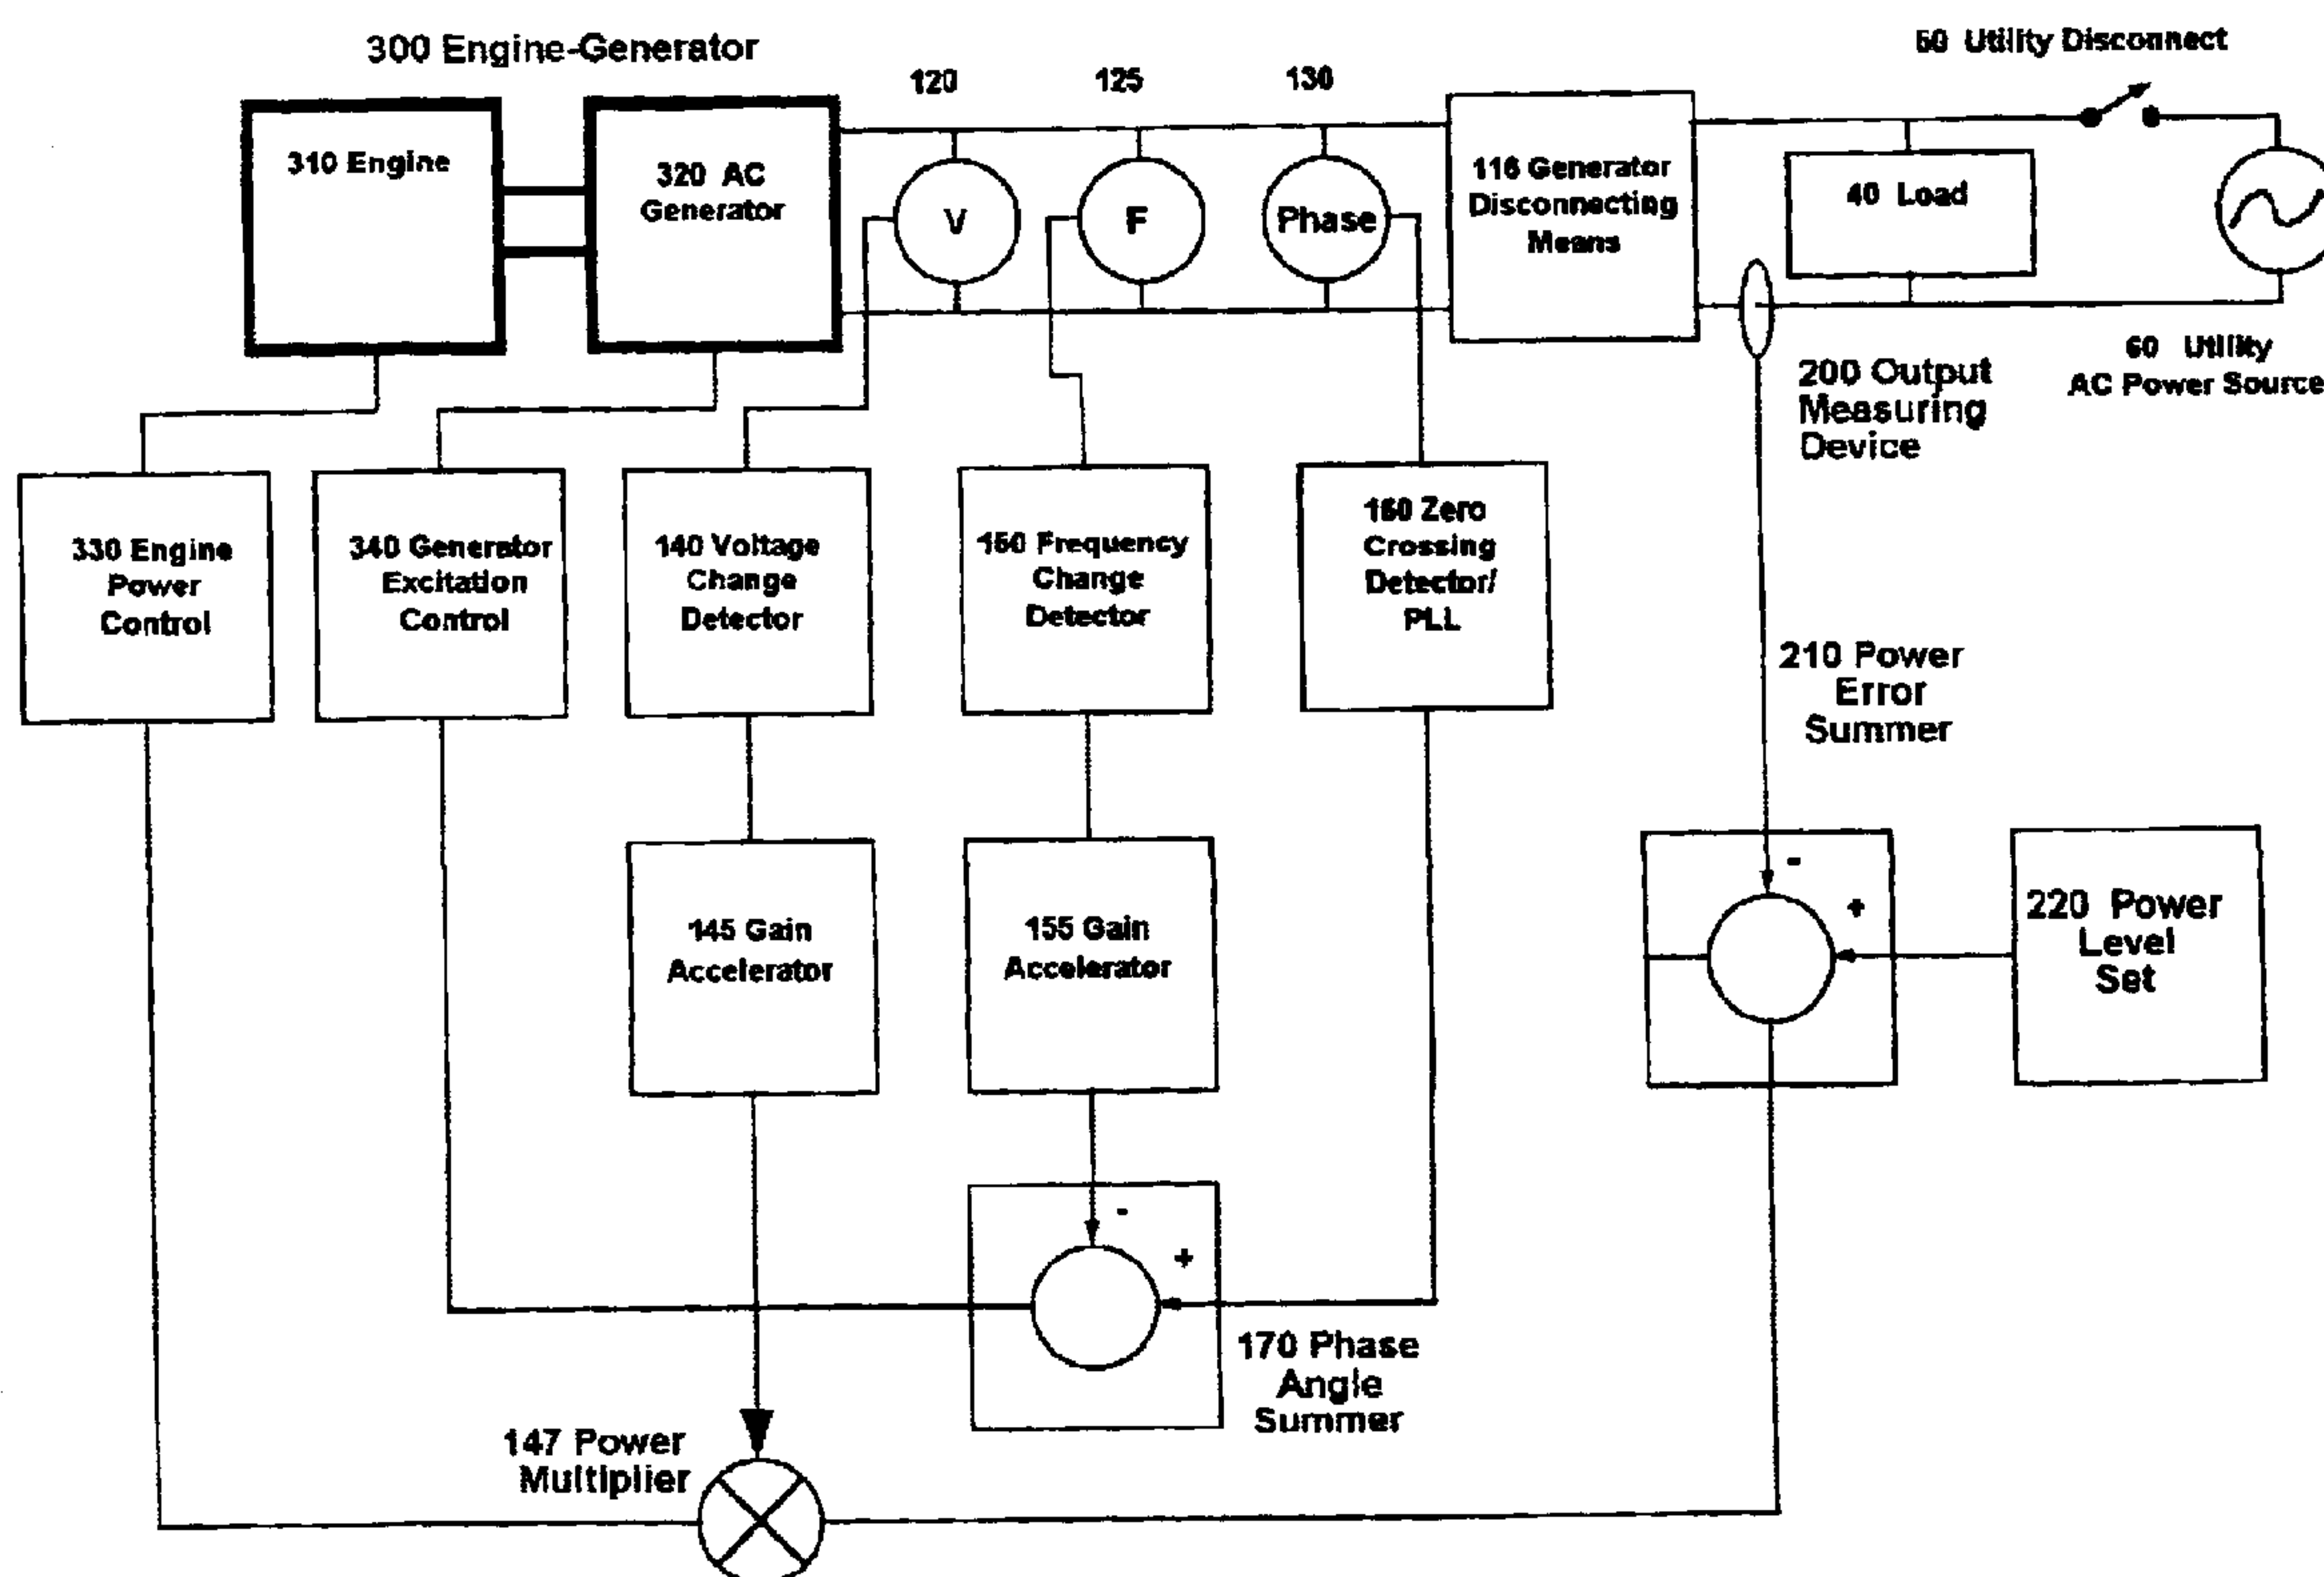 300 Engine-Generator
120
125
130
60 Utility Disconnect
310 Engine
320 AC
Generator
V
F
Phase
116 Generator
Disconnecting
Means
40 Load
60 Utility
AC Power Source
200 Output
Measuring
Device
330 Engine
Power
Control
340 Generator
Excitation
Control
140 Voltage
Change
Detector
150 Frequency
Change
Detector
160 Zero
Crossing
Detector/
PLL
210 Power
Error
Summer
145 Gain
Accelerator
155 Gain
Accelerator
-
+
220 Power
Level
Set
-
+
170 Phase
Angle
Summer
147 Power
Multiplier